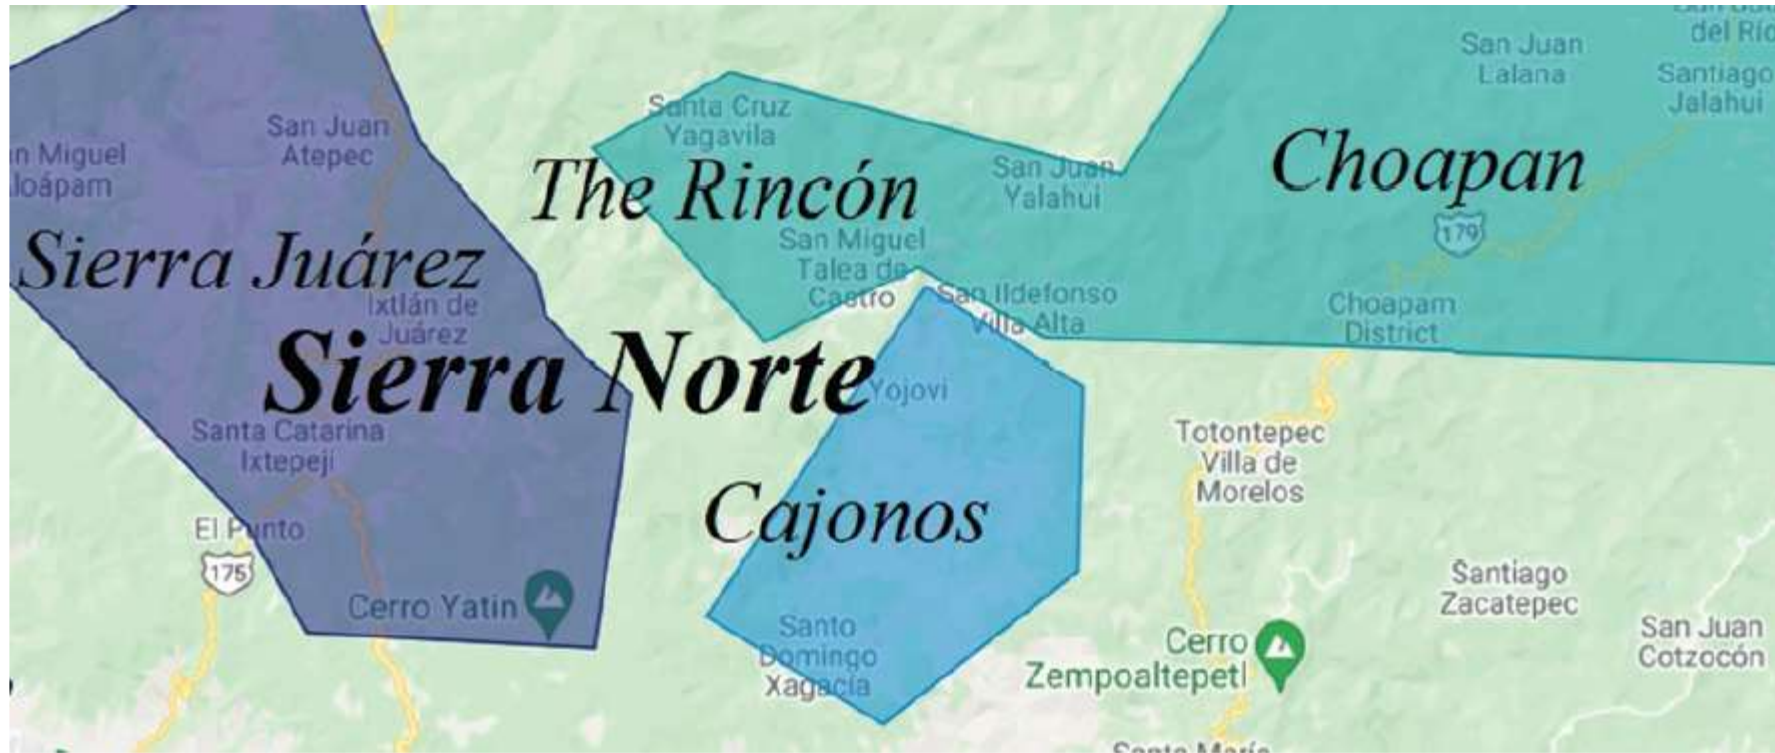 del Río
San Juan
Lalana
Santiago
Jalahui
Santa Cruz
Yagavila
San Juan
Atepec
n Miguel
loápam
San Juan
Yalahui
Choapan
The Rincón
179
San Miguel
Talea de
Castro
Sierra Juárez
Ixtlán de
Juárez
San Ildefonso
Villa Alta
Choapam
District
Sierra Norte
Yojovi
Santa Catarina
Ixtepeji
Totontepec
Villa de
Morelos
Cajonos
El Punto
175
Cerro Yatin
Santiago
Zacatepec
Santo
Domingo
Xagacía
Cerro
Zempoaltepetl
San Juan
Cotzocón
Santa María